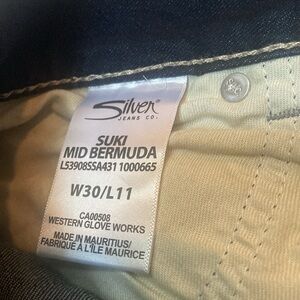 Silver
JEANS CO.
SUKI
MID BERMUDA
L53908SSA431 1000665
W30/L11
CA00508
WESTERN GLOVE WORKS
MADE IN MAURITIUS/
FABRIQUÉ À L'ÎLE MAURICE